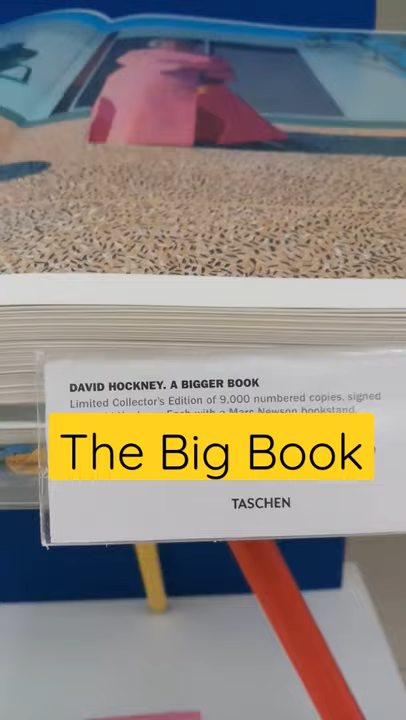 DAVID HOCKNEY. A BIGGER BOOK
Limited Collector's Edition of 9,000 numbered copies, signed
Each with a Marc Newson bookstand.
The Big Book
TASCHEN